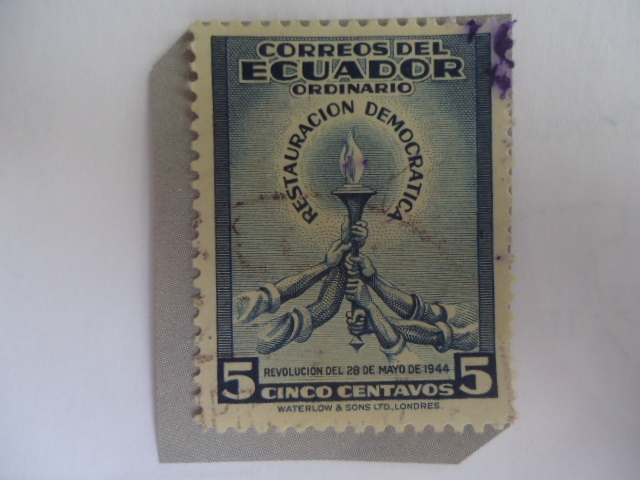 CORREOS DEL
ECUADOR
ORDINARIO
RESTAURACION DEMOCRATICA
REVOLUCIÓN DEL 28 DE MAYO DE 1944
5 CINCO CENTAVOS 5
WATERLOW & SONS LTD., LONDRES.